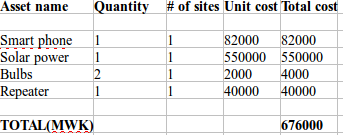 Asset name Quantity # of sites Unit cost Total cost
Smart phone 1 1 82000 82000
Solar power 1 1 550000 550000
Bulbs 2 1 2000 4000
Repeater 1 1 40000 40000
TOTAL(MWK) 676000